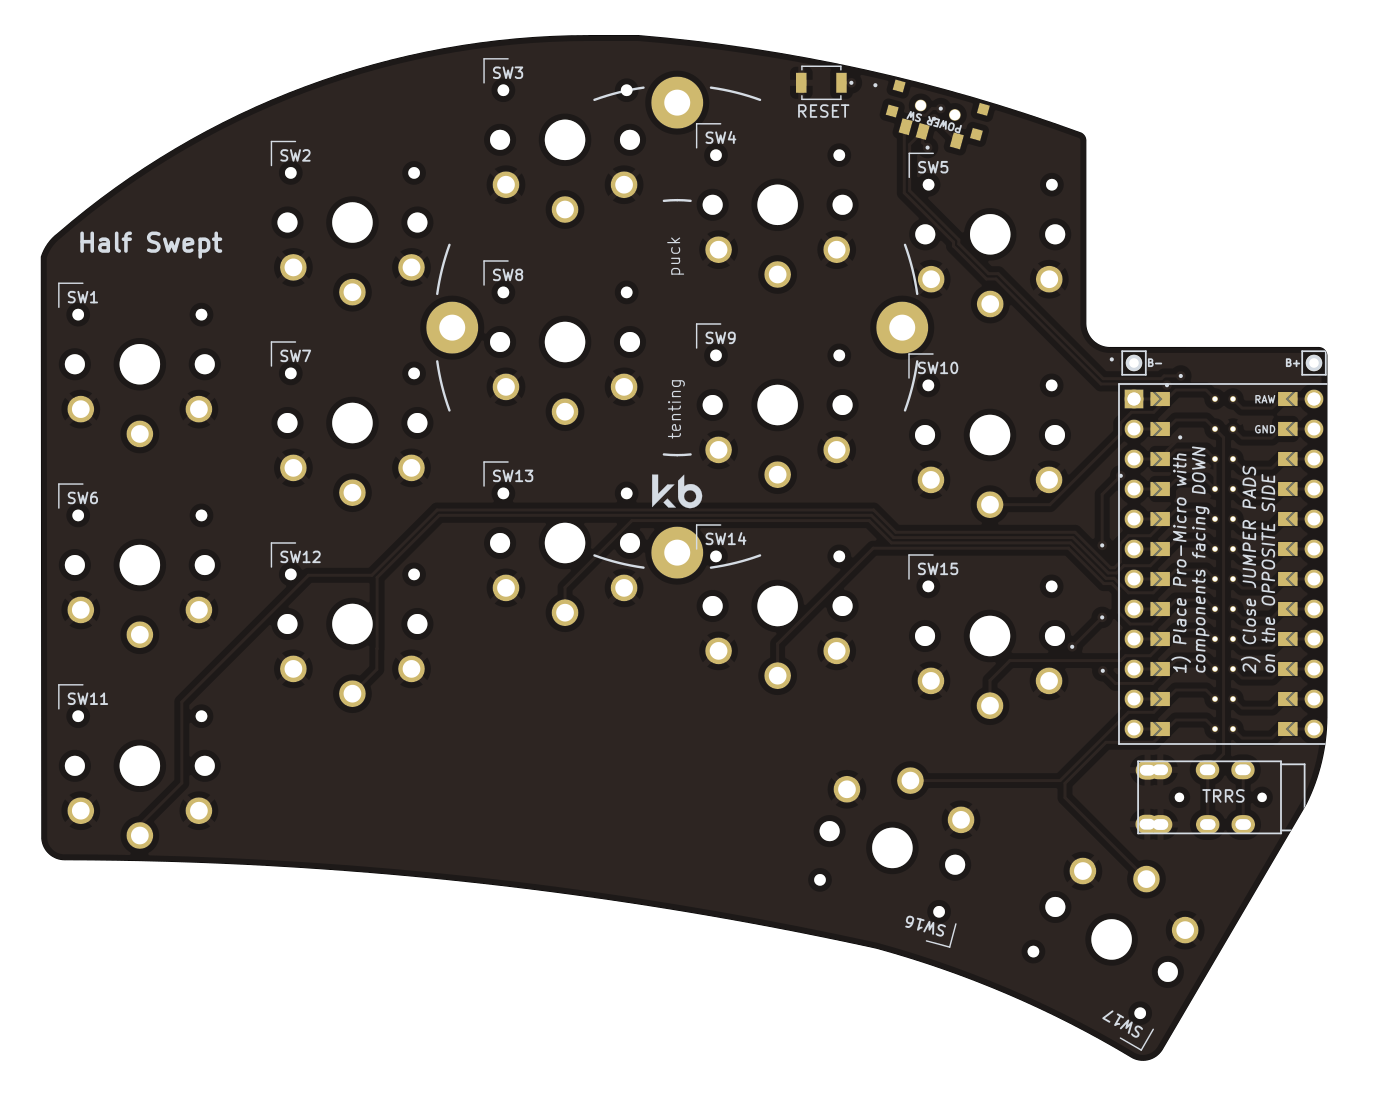 SW3
RESET
POWER SW
SW4
SW2
SW5
Half Swept
puck
SW8
SW1
SW9
SW7
SW10
B-
B+
RAW
tenting
GND
SW13
kb
SW6
SW14
SW12
SW15
1) Place Pro-Micro with
components facing DOWN
2) Close JUMPER PADS
on the OPPOSITE SIDE
SW11
TRRS
SW16
SW17